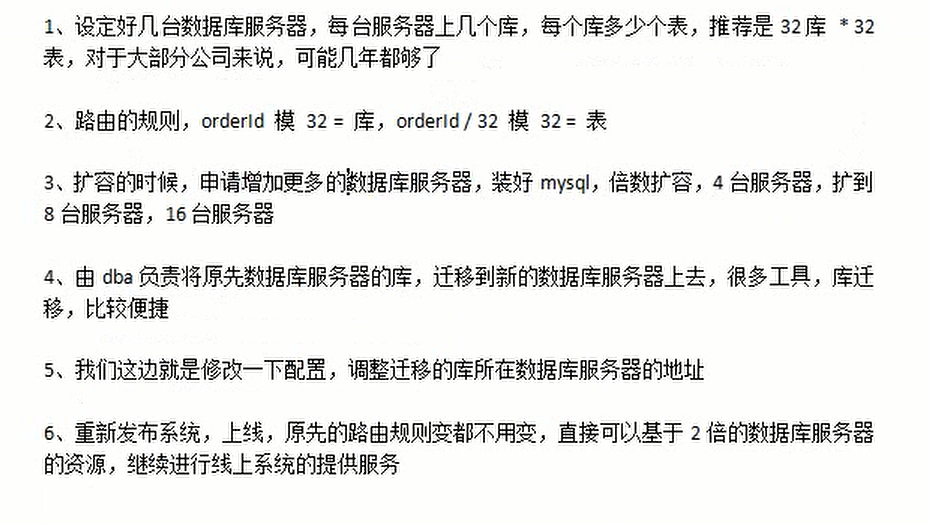 1、设定好几台数据库服务器，每台服务器上几个库，每个库多少个表，推荐是 32库 * 32
表，对于大部分公司来说，可能几年都够了
2、路由的规则，orderId 模 32 = 库，orderId / 32 模 32 = 表
3、扩容的时候，申请增加更多的数据库服务器，装好 mysql，倍数扩容，4 台服务器，扩到
8 台服务器，16 台服务器
4、由 dba 负责将原先数据库服务器的库，迁移到新的数据库服务器上去，很多工具，库迁
移，比较便捷
5、我们这边就是修改一下配置，调整迁移的库所在数据库服务器的地址
6、重新发布系统，上线，原先的路由规则变都不用变，直接可以基于 2 倍的数据库服务器
的资源，继续进行线上系统的提供服务